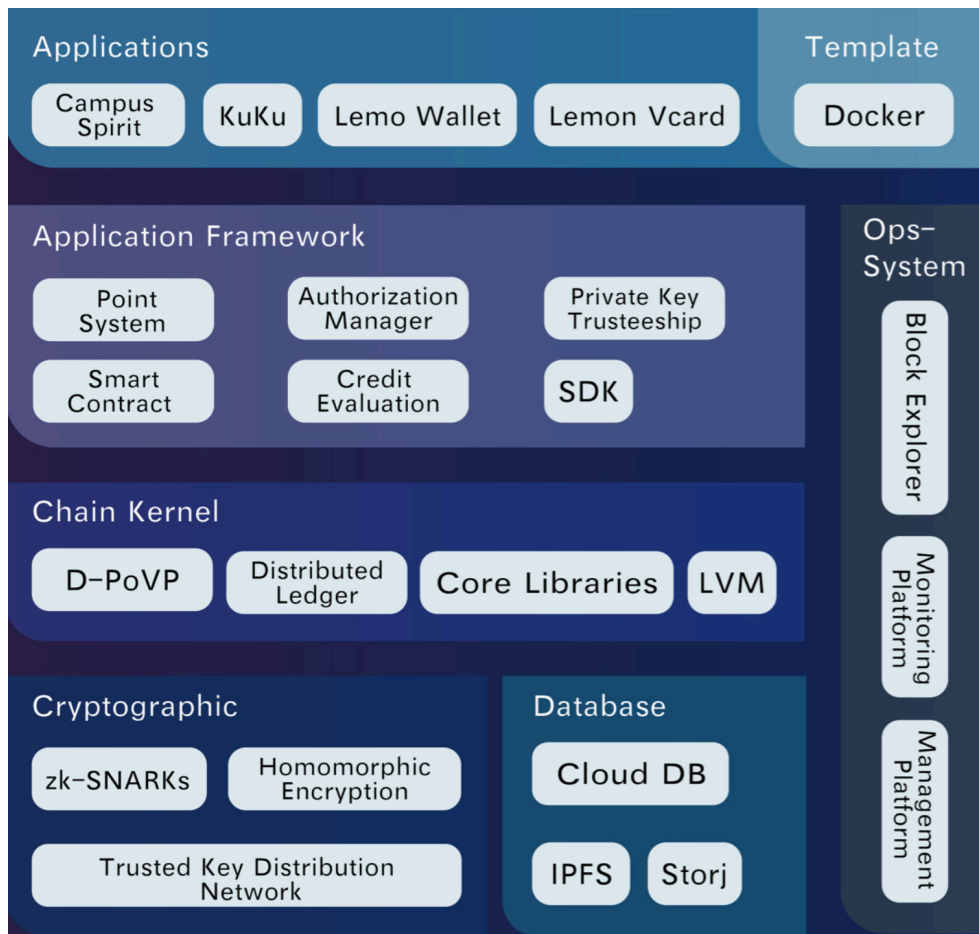 Applications
Campus
Spirit
KuKu
Lemo Wallet
Lemon Vcard
Template
Docker
Application Framework
Point
System
Authorization
Manager
Private Key
Trusteeship
Smart
Contract
Credit
Evaluation
SDK
Ops-
System
Block Explorer
Monitoring
Platform
Management
Platform
Chain Kernel
D-PoVP
Distributed
Ledger
Core Libraries
LVM
Cryptographic
zk-SNARKs
Homomorphic
Encryption
Trusted Key Distribution
Network
Database
Cloud DB
IPFS
Storj